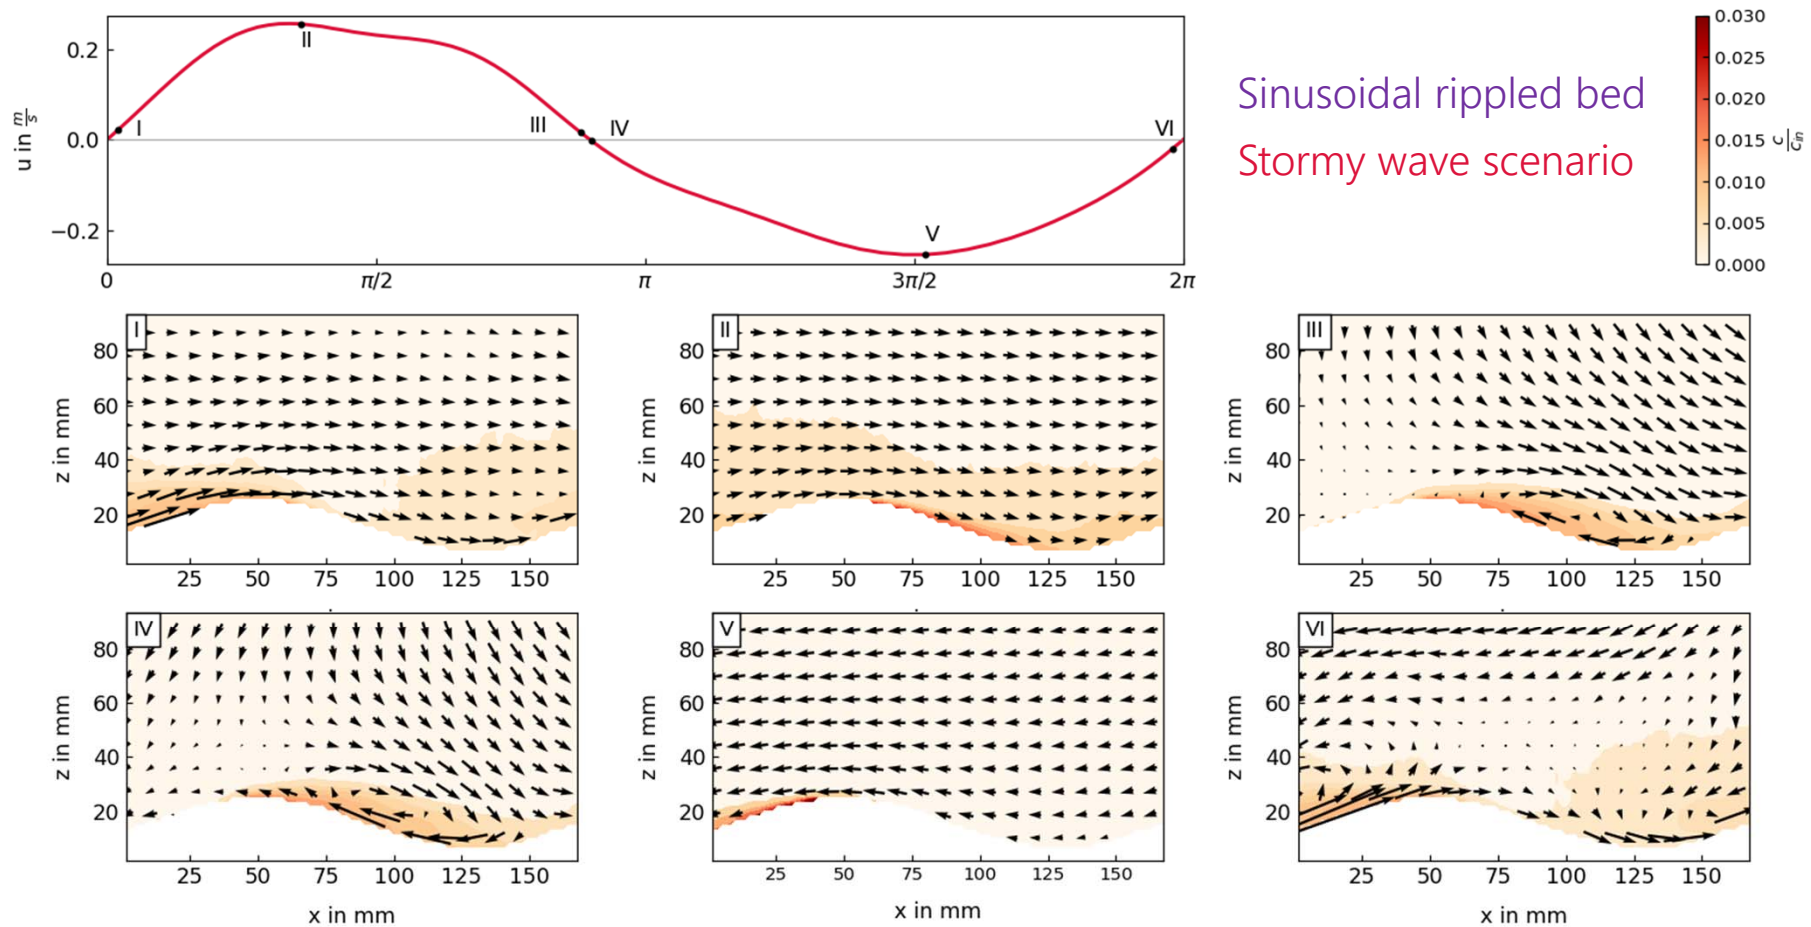 0.2
0.0
−0.2
u in m/s
I
II
III
IV
V
VI
0 π/2 π 3π/2 2π
Sinusoidal rippled bed
Stormy wave scenario
0.030
0.025
0.020
0.015
0.010
0.005
0.000
c/c_in
I
80
60
40
20
z in mm
25 50 75 100 125 150
II
80
60
40
20
z in mm
25 50 75 100 125 150
III
80
60
40
20
z in mm
25 50 75 100 125 150
IV
80
60
40
20
z in mm
25 50 75 100 125 150
x in mm
V
80
60
40
20
z in mm
25 50 75 100 125 150
x in mm
VI
80
60
40
20
z in mm
25 50 75 100 125 150
x in mm